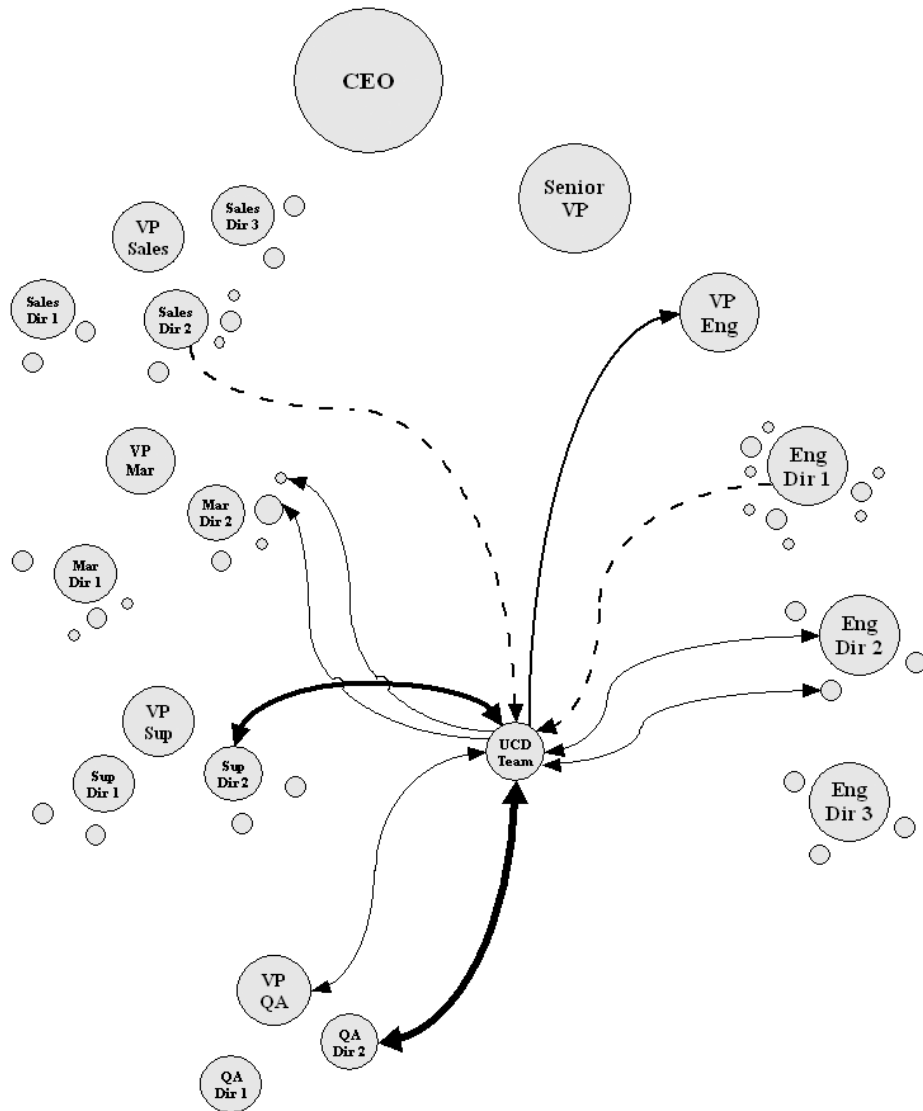 CEO
Senior
VP
Sales
Dir 3
VP
Sales
Sales
Dir 1
Sales
Dir 2
VP
Eng
VP
Mar
Eng
Dir 1
Mar
Dir 2
Mar
Dir 1
Eng
Dir 2
VP
Sup
UCD
Team
Sup
Dir 2
Sup
Dir 1
Eng
Dir 3
VP
QA
QA
Dir 2
QA
Dir 1